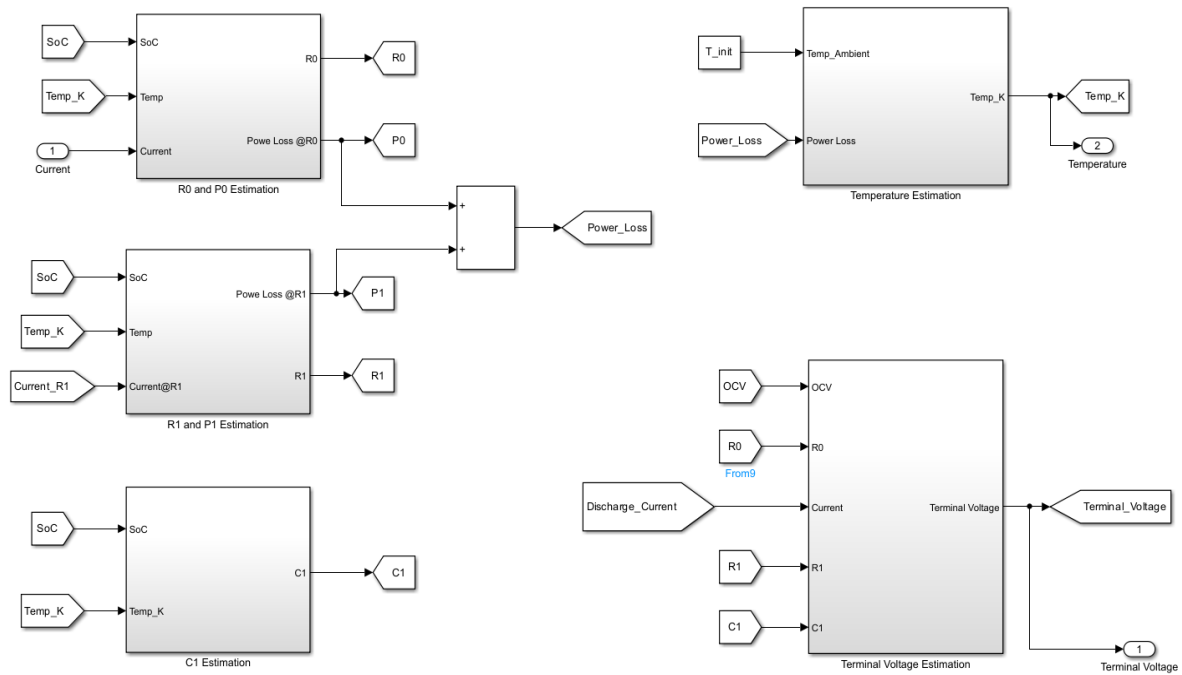 SoC
SoC
R0
R0
Temp_K
Temp
Powe Loss @R0
P0
1
Current
Current
R0 and P0 Estimation
T_init
Temp_Ambient
Temp_K
Temp_K
Power_Loss
Power Loss
2
Temperature
Temperature Estimation
+
+
Power_Loss
SoC
SoC
Powe Loss @R1
P1
Temp_K
Temp
Current_R1
Current@R1
R1
R1
R1 and P1 Estimation
OCV
OCV
R0
R0
From9
Discharge_Current
Current
Terminal Voltage
Terminal_Voltage
R1
R1
C1
C1
1
Terminal Voltage
Terminal Voltage Estimation
SoC
SoC
C1
C1
Temp_K
Temp_K
C1 Estimation